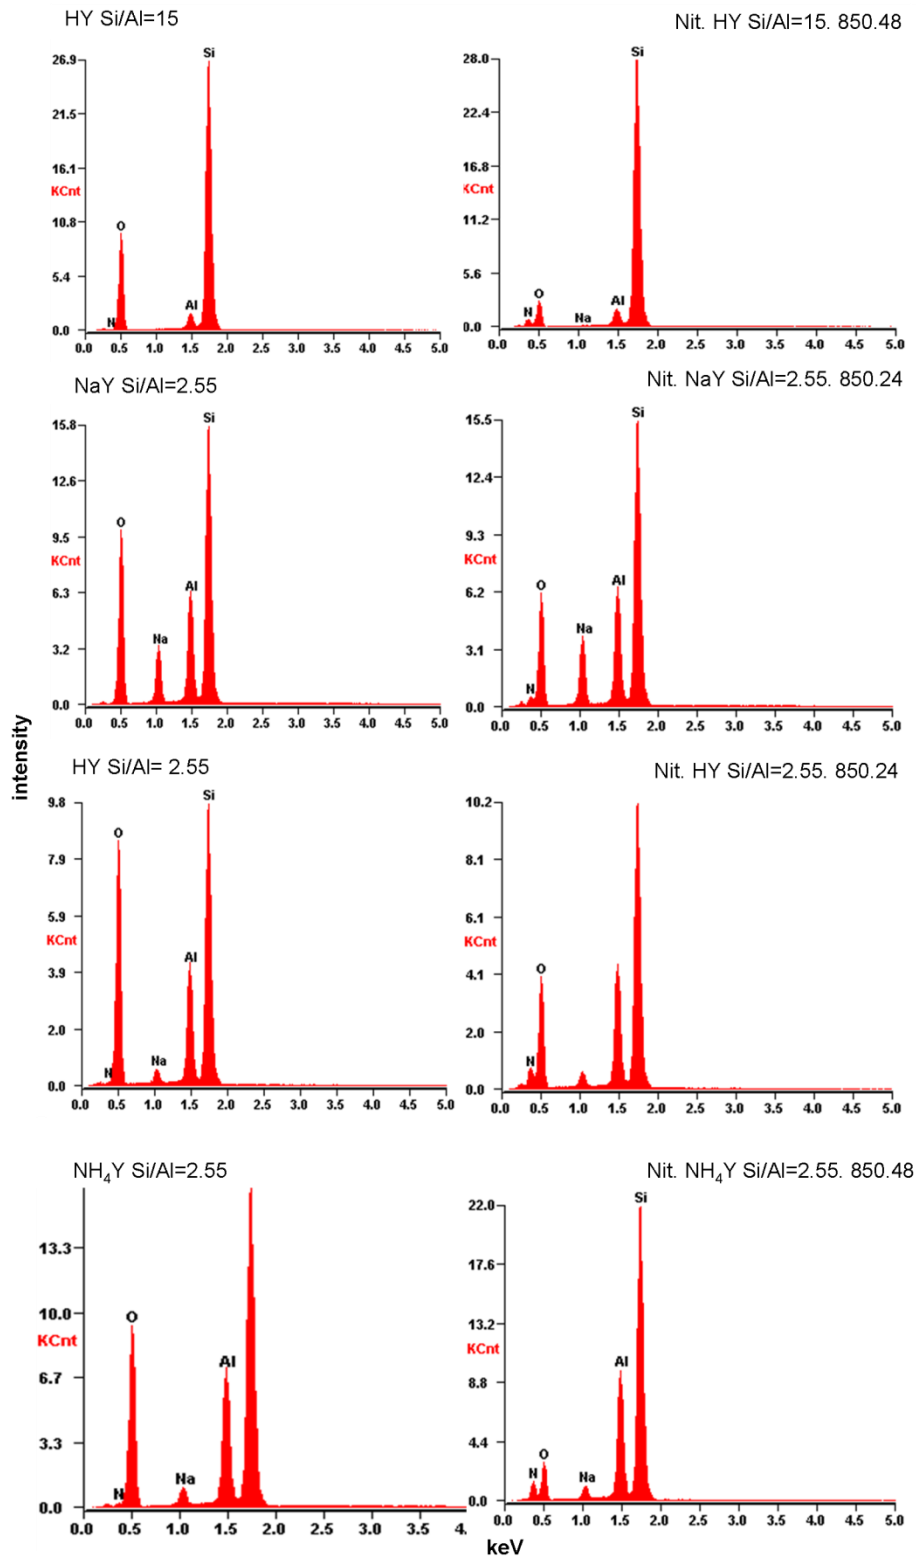 HY Si/Al=15
26.9
21.5
16.1
KCnt
10.8
5.4
0.0
N
O
Al
Si
0.0 0.5 1.0 1.5 2.0 2.5 3.0 3.5 4.0 4.5 5.0
Nit. HY Si/Al=15. 850.48
28.0
22.4
16.8
KCnt
11.2
5.6
0.0
N
O
Na
Al
Si
0.0 0.5 1.0 1.5 2.0 2.5 3.0 3.5 4.0 4.5 5.0
NaY Si/Al=2.55
15.8
12.6
9.5
KCnt
6.3
3.2
0.0
O
Na
Al
Si
0.0 0.5 1.0 1.5 2.0 2.5 3.0 3.5 4.0 4.5 5.0
Nit. NaY Si/Al=2.55. 850.24
15.5
12.4
9.3
KCnt
6.2
3.1
0.0
N
O
Na
Al
Si
0.0 0.5 1.0 1.5 2.0 2.5 3.0 3.5 4.0 4.5 5.0
intensity
HY Si/Al= 2.55
9.8
7.9
5.9
KCnt
3.9
2.0
0.0
N
O
Na
Al
Si
0.0 0.5 1.0 1.5 2.0 2.5 3.0 3.5 4.0 4.5 5.0
Nit. HY Si/Al=2.55. 850.24
10.2
8.1
6.1
KCnt
4.1
2.0
0.0
N
O
0.0 0.5 1.0 1.5 2.0 2.5 3.0 3.5 4.0 4.5 5.0
NH₄Y Si/Al=2.55
13.3
10.0
KCnt
6.7
3.3
0.0
N
O
Na
Al
0.0 0.5 1.0 1.5 2.0 2.5 3.0 3.5 4.
Nit. NH₄Y Si/Al=2.55. 850.48
22.0
17.6
13.2
KCnt
8.8
4.4
0.0
N
O
Na
Al
Si
0.0 0.5 1.0 1.5 2.0 2.5 3.0 3.5 4.0 4.5 5.0
keV